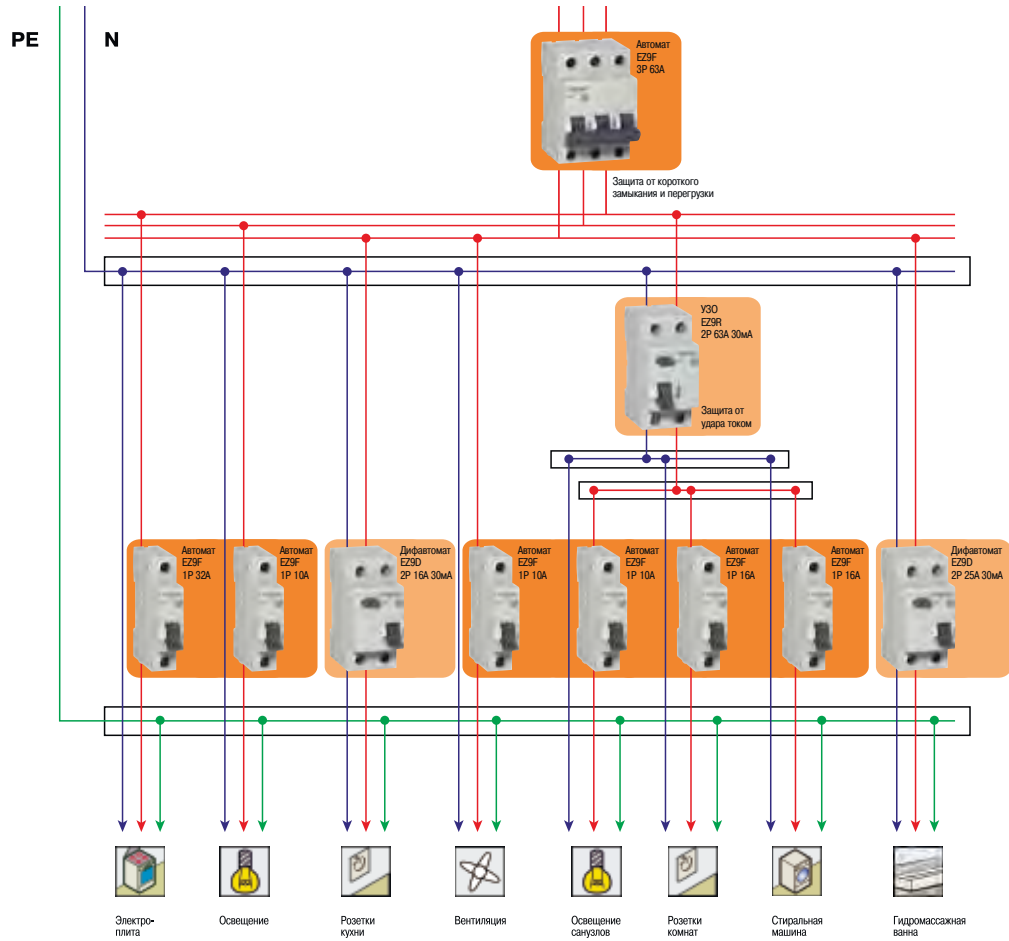 PE
N
Автомат
EZ9F
3P 63A
Защита от короткого
замыкания и перегрузки
УЗО
EZ9R
2P 63A 30мА
Защита от
удара током
Автомат
EZ9F
1P 32A
Автомат
EZ9F
1P 10A
Дифавтомат
EZ9D
2P 16A 30мА
Автомат
EZ9F
1P 10A
Автомат
EZ9F
1P 10A
Автомат
EZ9F
1P 16A
Автомат
EZ9F
1P 16A
Дифавтомат
EZ9D
2P 25A 30мА
Электро-
плита
Освещение
Розетки
кухни
Вентиляция
Освещение
санузлов
Розетки
комнат
Стиральная
машина
Гидромассажная
ванна